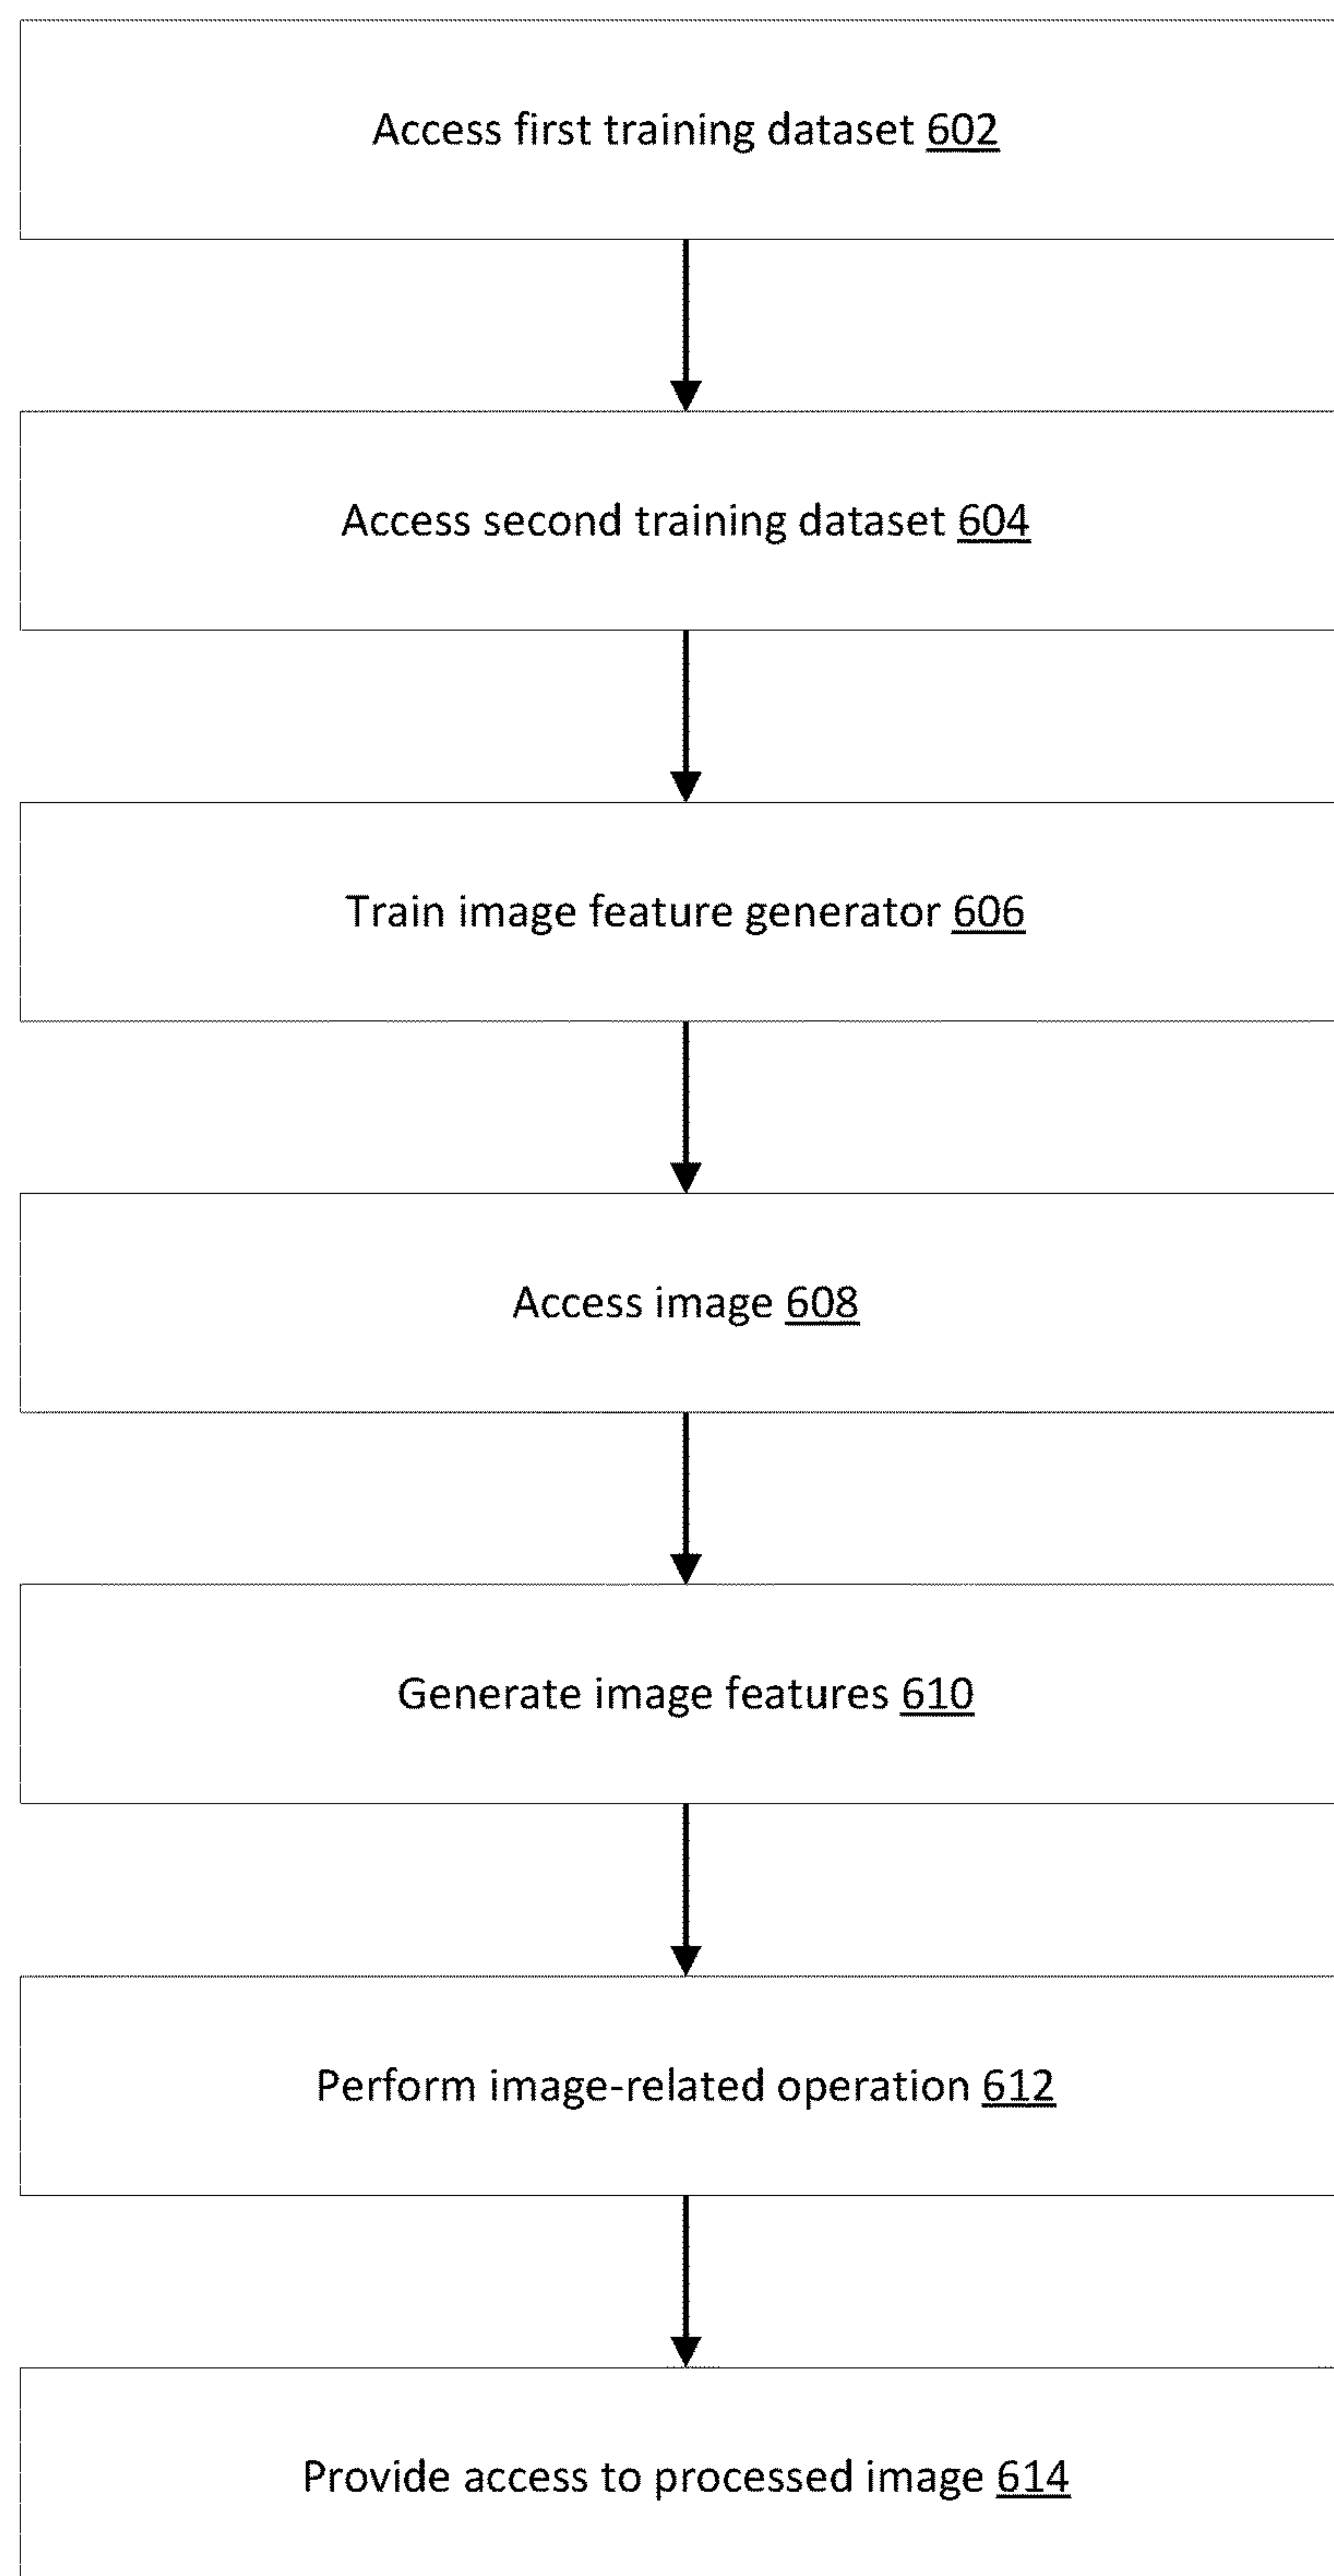 Access first training dataset 602
Access second training dataset 604
Train image feature generator 606
Access image 608
Generate image features 610
Perform image-related operation 612
Provide access to processed image 614